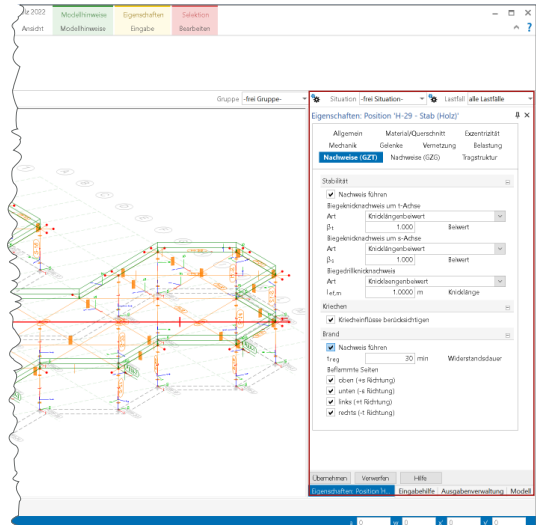 lz 2022 Modellhinweise Eigenschaften Selektion
Ansicht Modellhinweise Eingabe Bearbeiten
Gruppe -frei Gruppe- Situation -frei Situation- Lastfall alle Lastfälle
Eigenschaften: Position 'H-29 - Stab (Holz)'
Allgemein Material/Querschnitt Exzentrizität
Mechanik Gelenke Vernetzung Belastung
Nachweise (GZT) Nachweise (GZG) Tragstruktur
Stabilität
Nachweis führen
Biegeknicknachweis um t-Achse
Art Knicklängenbeiwert
βt 1.000 Beiwert
Biegeknicknachweis um s-Achse
Art Knicklängenbeiwert
βs 1.000 Beiwert
Biegedrillknicknachweis
Art Knicklängenbeiwert
lef,m 1.0000 m Knicklänge
Kriechen
Kriecheinflüsse berücksichtigen
Brand
Nachweis führen
treq 30 min Widerstandsdauer
Beflammte Seiten
oben (+s Richtung)
unten (-s Richtung)
links (+t Richtung)
rechts (-t Richtung)
Übernehmen Verwerfen Hilfe
Eigenschaften: Position 'H... Eingabehilfe Ausgabenverwaltung Modell
0 w 0 x' 0 y' 0